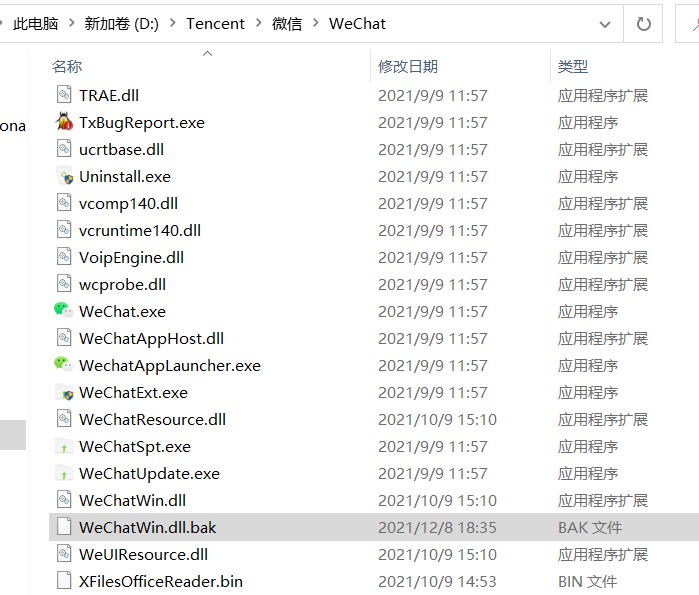 此电脑 > 新加卷 (D:) > Tencent > 微信 > WeChat
名称 修改日期 类型
TRAE.dll 2021/9/9 11:57 应用程序扩展
ona TxBugReport.exe 2021/9/9 11:57 应用程序
ucrtbase.dll 2021/9/9 11:57 应用程序扩展
Uninstall.exe 2021/9/9 11:57 应用程序
vcomp140.dll 2021/9/9 11:57 应用程序扩展
vcruntime140.dll 2021/9/9 11:57 应用程序扩展
VoipEngine.dll 2021/9/9 11:57 应用程序扩展
wcprobe.dll 2021/9/9 11:57 应用程序扩展
WeChat.exe 2021/9/9 11:57 应用程序
WeChatAppHost.dll 2021/9/9 11:57 应用程序扩展
WechatAppLauncher.exe 2021/9/9 11:57 应用程序
WeChatExt.exe 2021/9/9 11:57 应用程序
WeChatResource.dll 2021/10/9 15:10 应用程序扩展
WeChatSpt.exe 2021/9/9 11:57 应用程序
WeChatUpdate.exe 2021/9/9 11:57 应用程序
WeChatWin.dll 2021/10/9 15:10 应用程序扩展
WeChatWin.dll.bak 2021/12/8 18:35 BAK 文件
WeUIResource.dll 2021/10/9 15:10 应用程序扩展
XFilesOfficeReader.bin 2021/10/9 14:53 BIN 文件